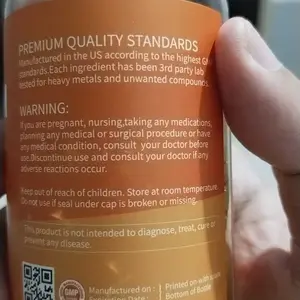 PREMIUM QUALITY STANDARDS
Manufactured in the US according to the highest
standards.Each ingredient has been 3rd party lab
tested for heavy metals and unwanted compounds
WARNING:
If you are pregnant, nursing,taking any medications,
planning any medical or surgical procedure or have
any medical condition, consult your doctor before
use.Discontinue use and consult your doctor if any
adverse reactions occur.
Keep out of reach of children. Store at room temperature.
Do not use if seal under cap is broken or missing.
This product is not intended to diagnose, treat, cure or
prevent any disease.
GMP
Manufactured on :
Printed on
Bottom of Bottle